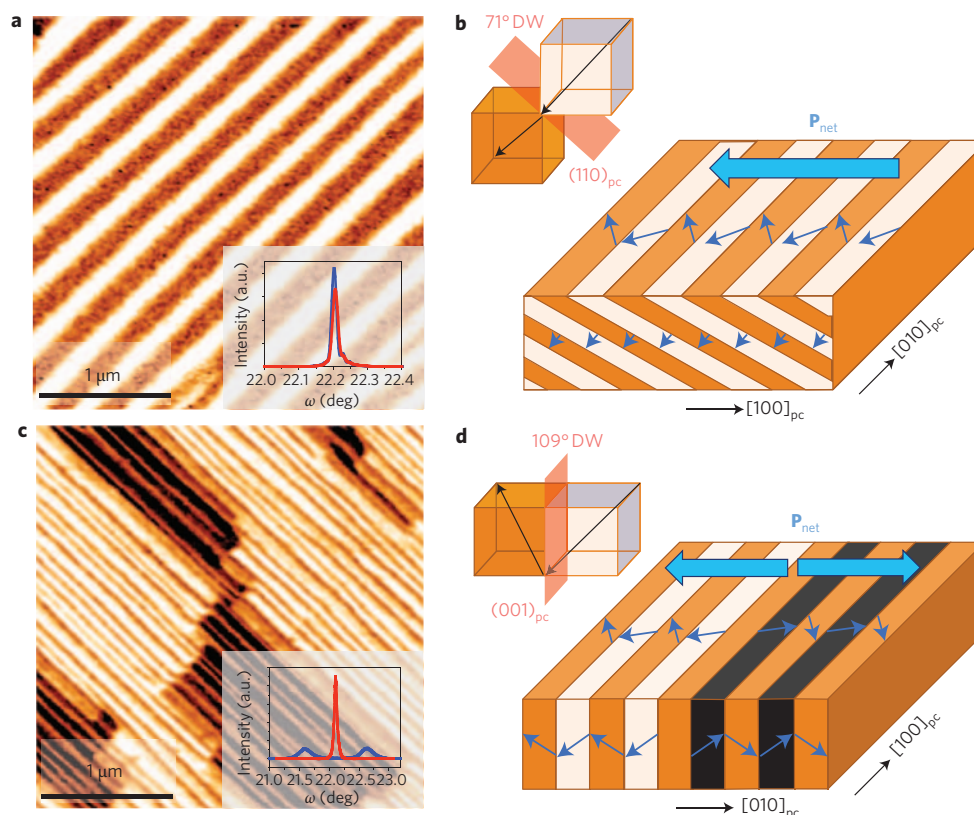 a
1 µm
Intensity (a.u.)
22.0 22.1 22.2 22.3 22.4
ω (deg)
b
71° DW
(110)pc
Pnet
[010]pc
[100]pc
c
1 µm
Intensity (a.u.)
21.0 21.5 22.0 22.5 23.0
ω (deg)
d
109° DW
(001)pc
Pnet
[100]pc
[010]pc